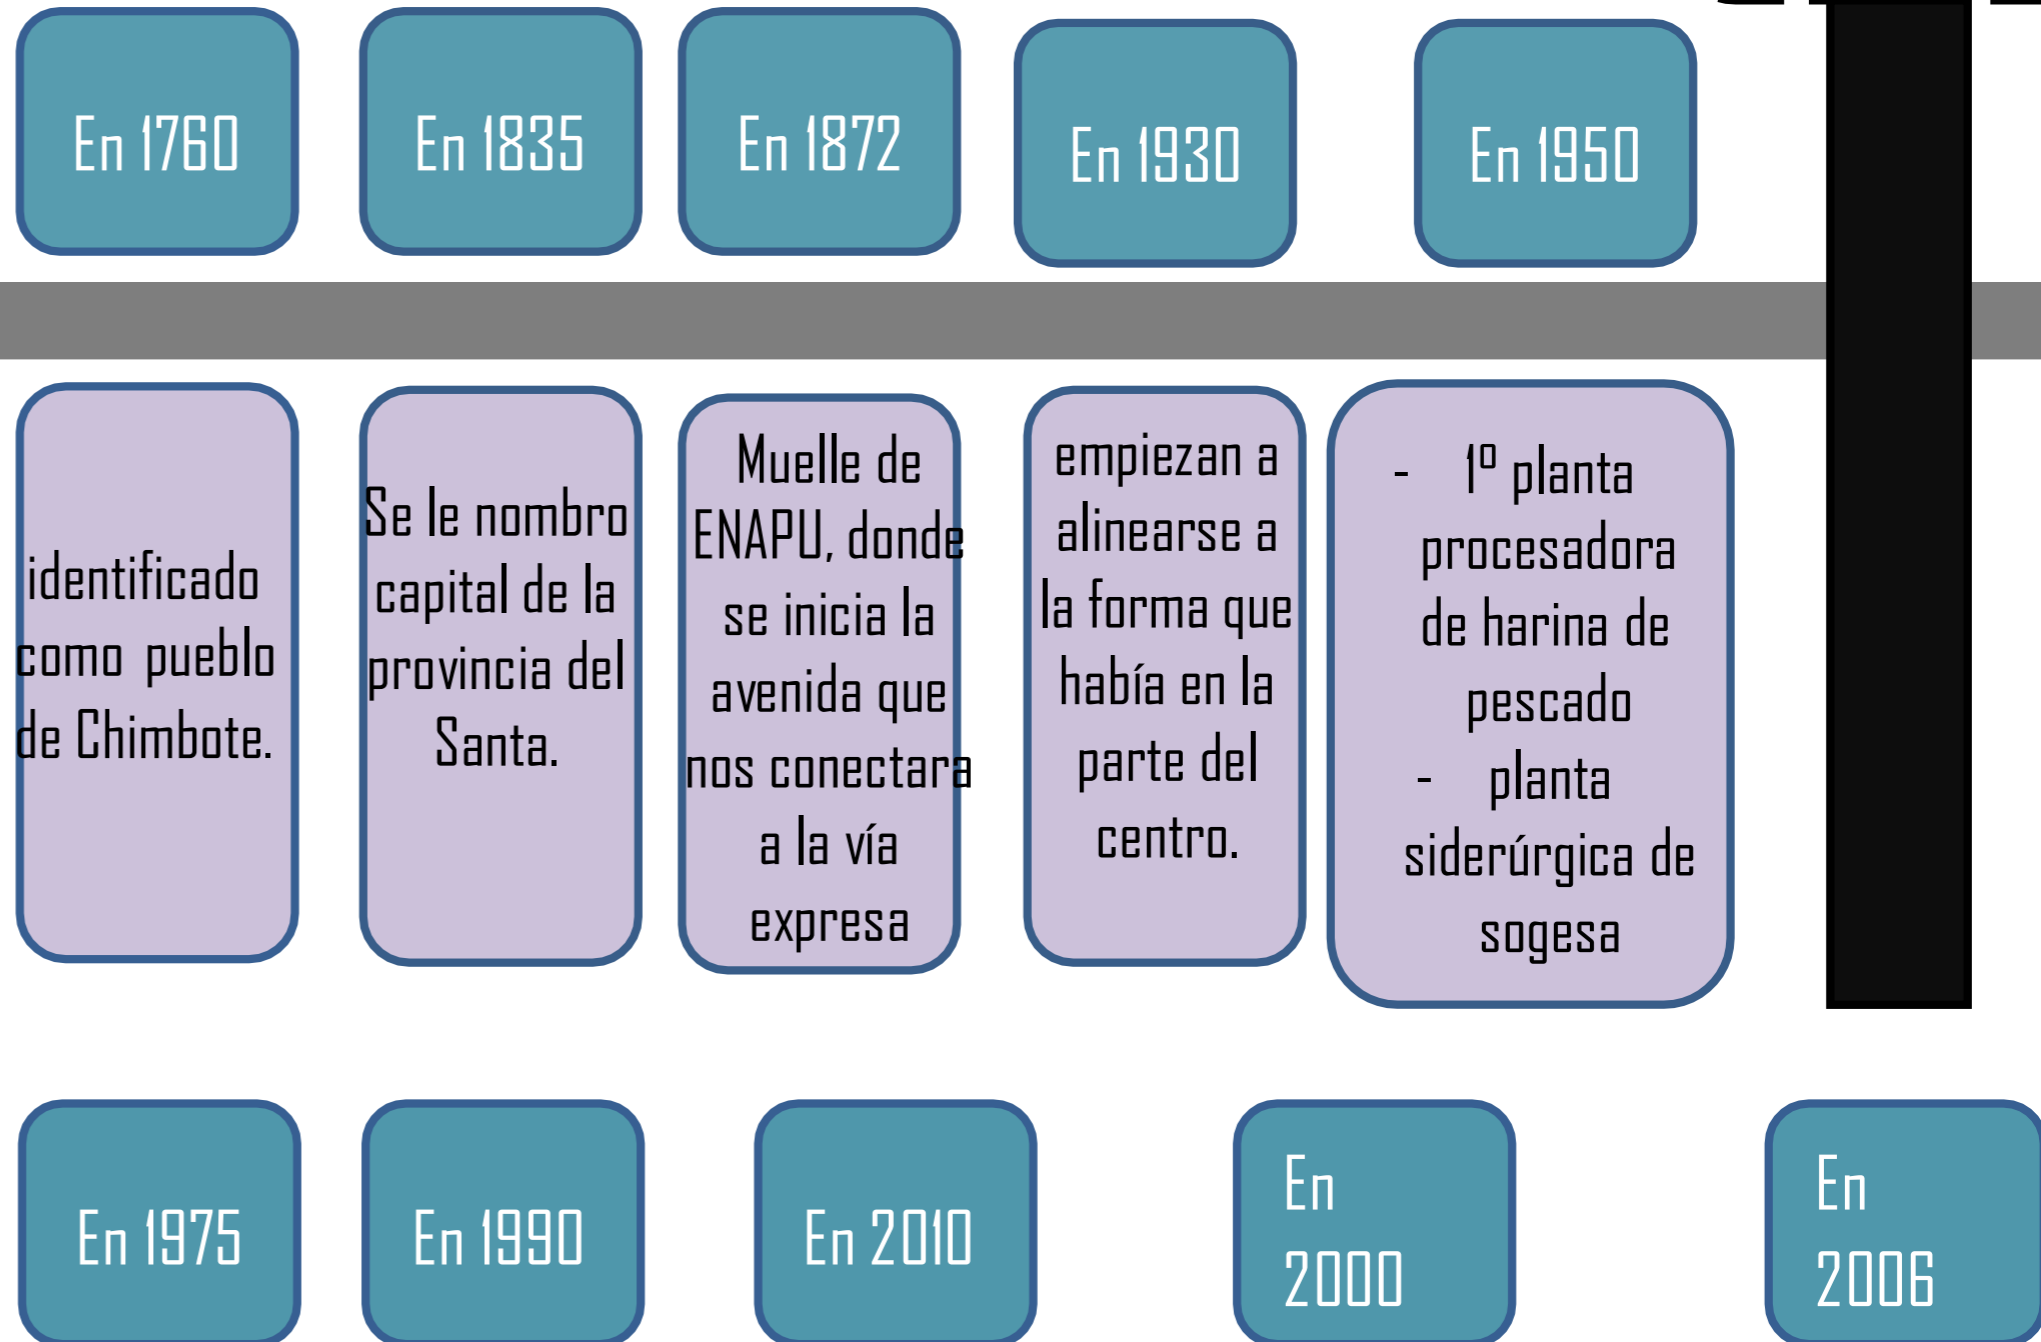 En 1760
En 1835
En 1872
En 1930
En 1950
identificado
como pueblo
de Chimbote.
Se le nombro
capital de la
provincia del
Santa.
Muelle de
ENAPU, donde
se inicia la
avenida que
nos conectara
a la vía
expresa
empiezan a
alinearse a
la forma que
había en la
parte del
centro.
- 1º planta
procesadora
de harina de
pescado
- planta
siderúrgica de
sogesa
En 1975
En 1990
En 2010
En
2000
En
2006